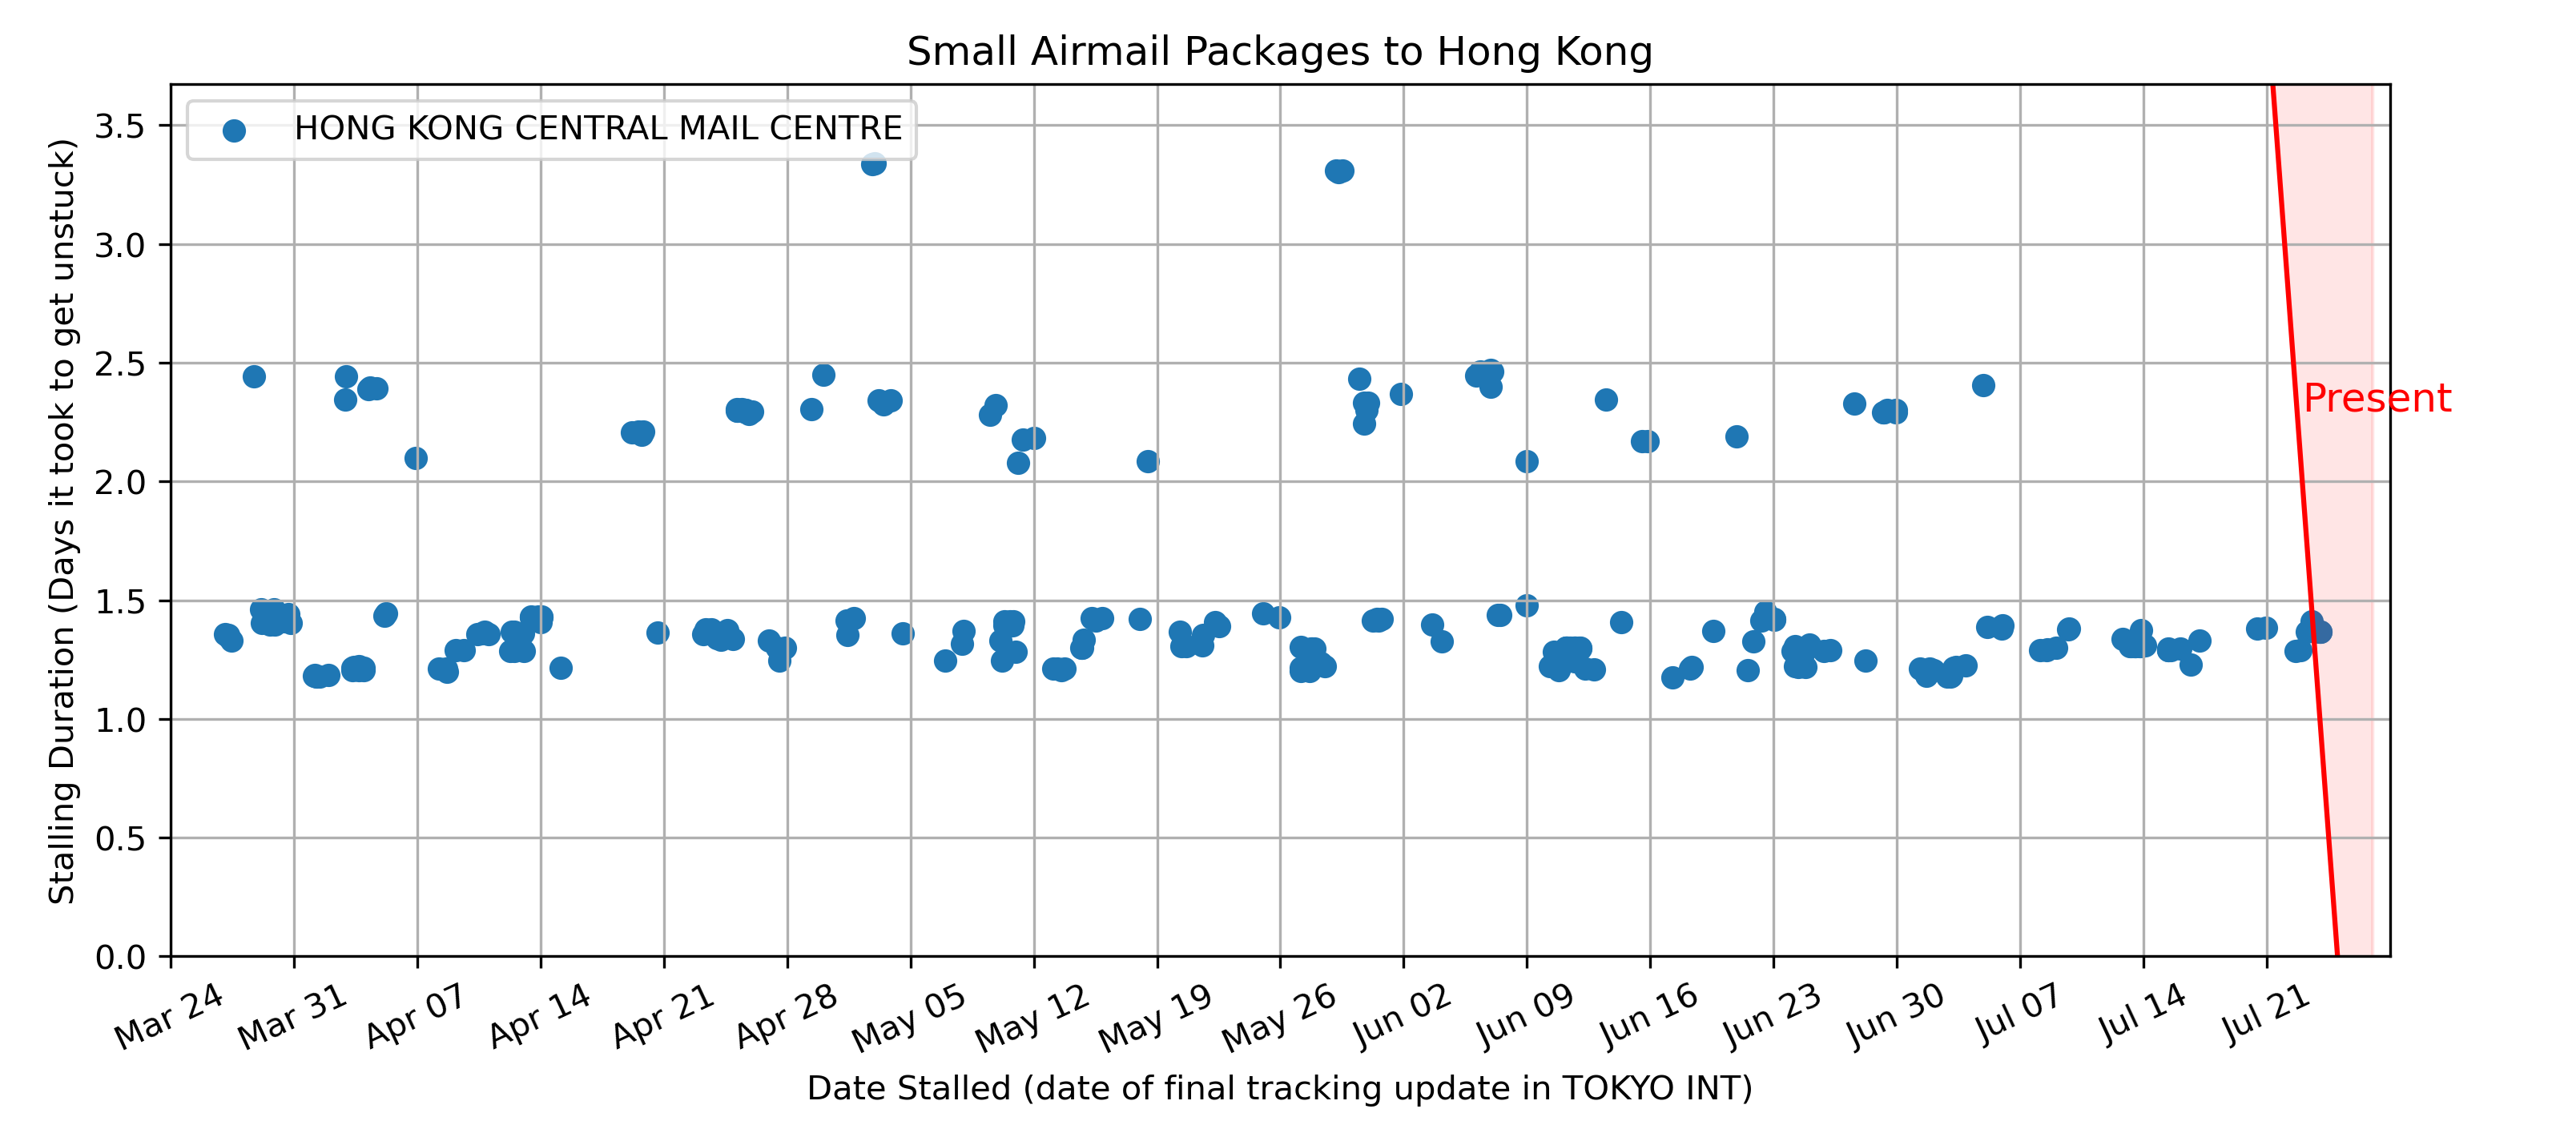 Small Airmail Packages to Hong Kong
HONG KONG CENTRAL MAIL CENTRE
Stalling Duration (Days it took to get unstuck)
3.5
3.0
2.5
2.0
1.5
1.0
0.5
0.0
Present
Mar 24
Mar 31
Apr 07
Apr 14
Apr 21
Apr 28
May 05
May 12
May 19
May 26
Jun 02
Jun 09
Jun 16
Jun 23
Jun 30
Jul 07
Jul 14
Jul 21
Date Stalled (date of final tracking update in TOKYO INT)